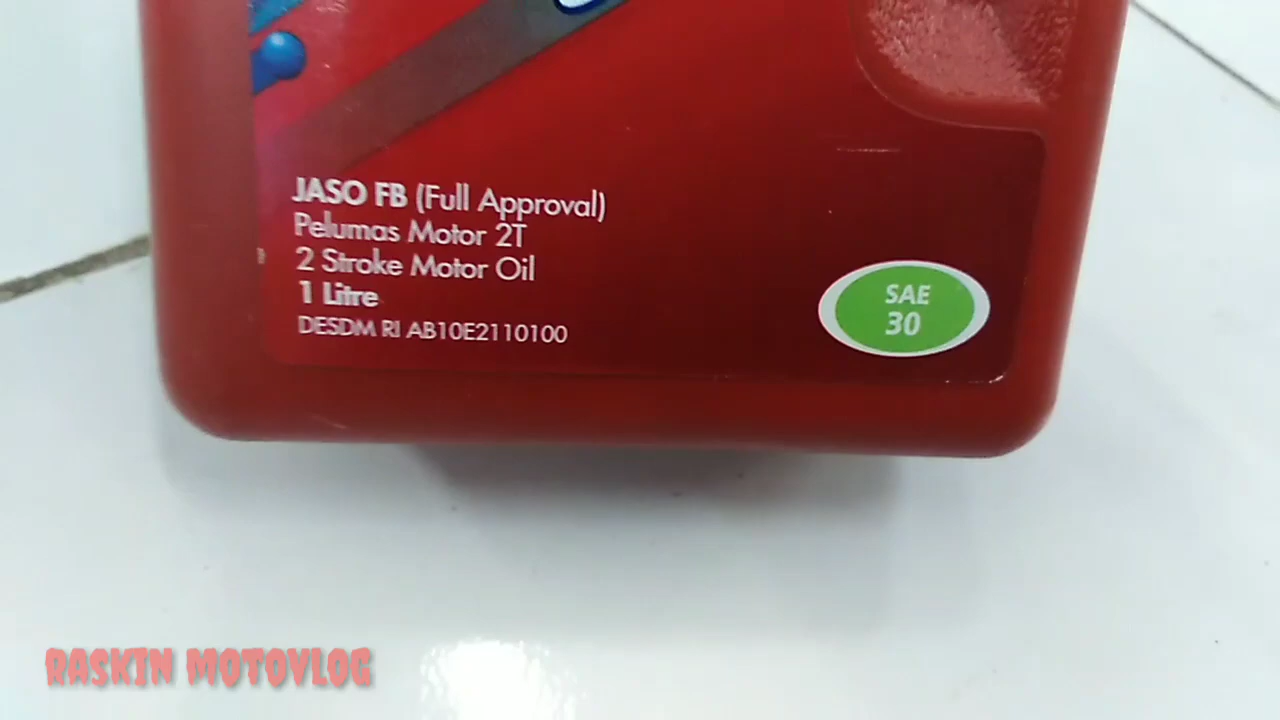 JASO FB (Full Approval)
Pelumas Motor 2T
2 Stroke Motor Oil
1 Litre
DESDM RI AB10E2110100
SAE
30
RASKIN MOTOVLOG